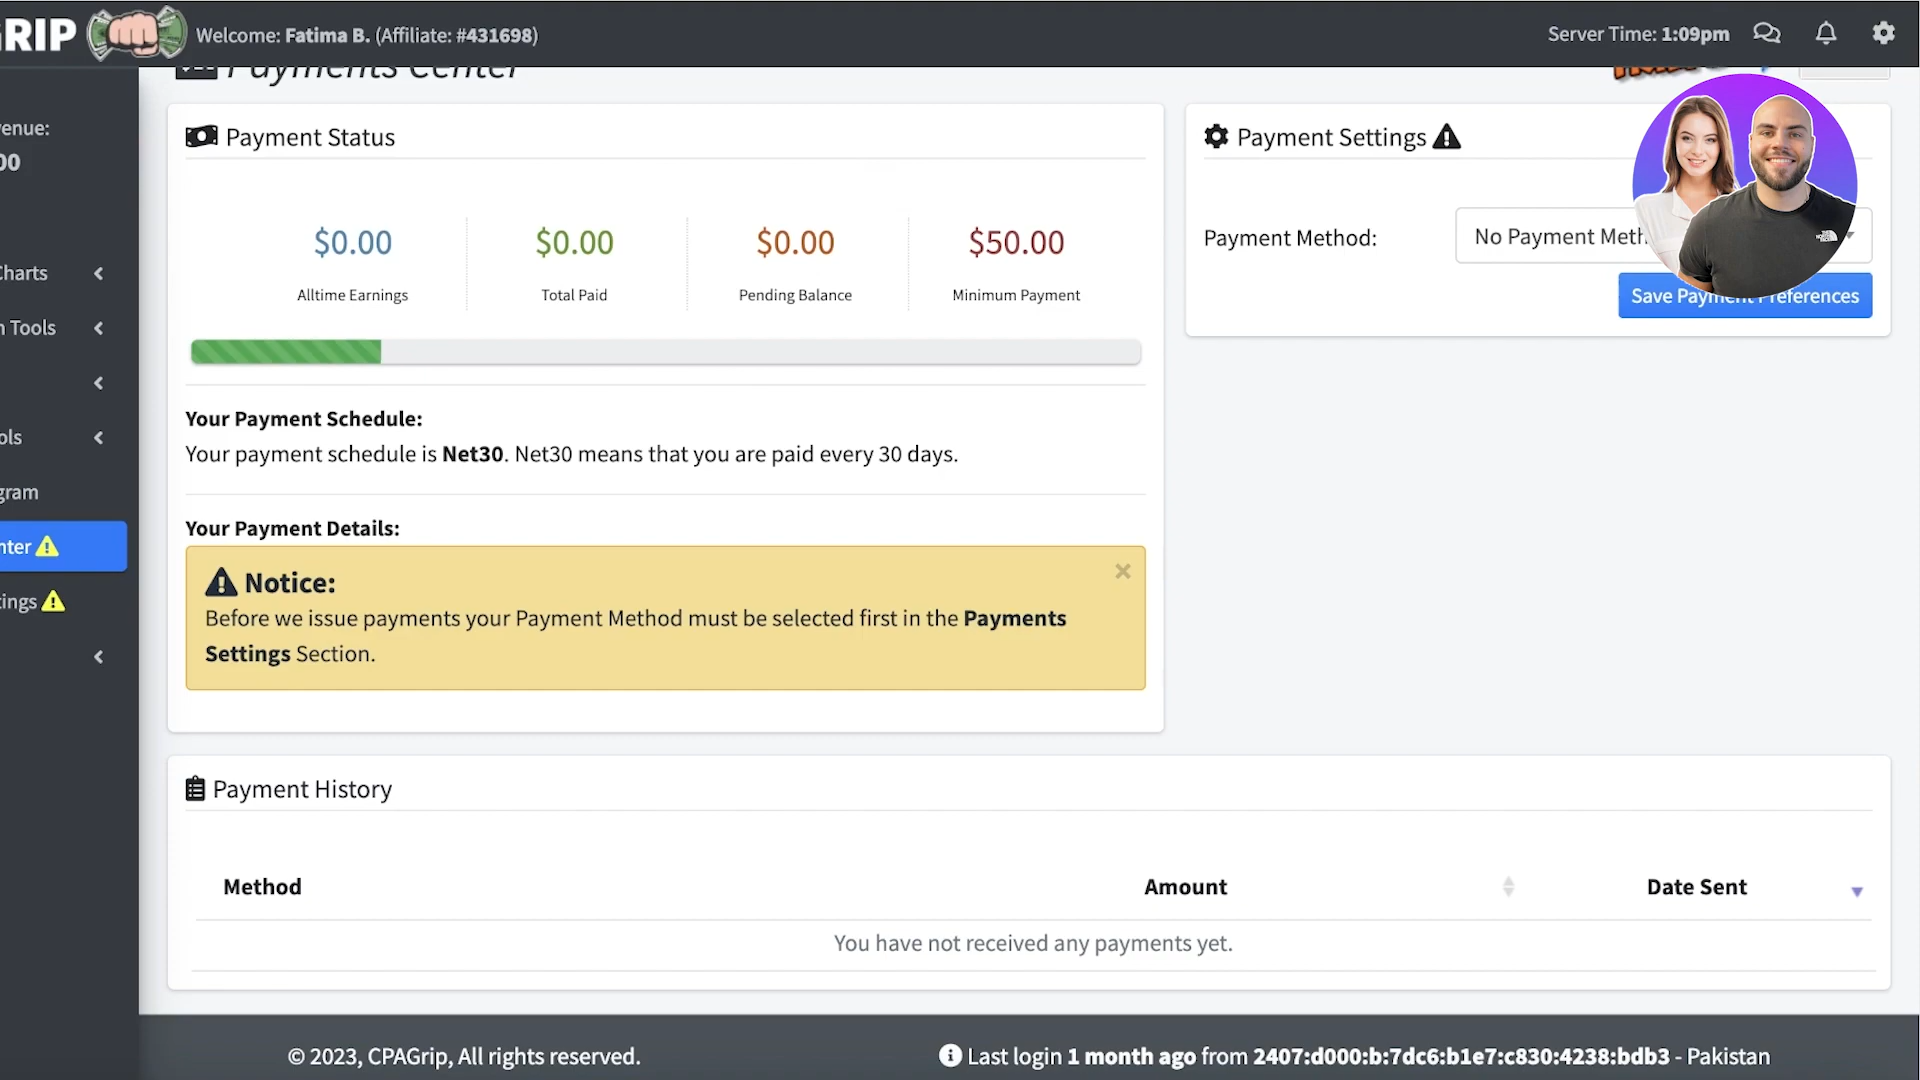 RIP
Welcome: Fatima B. (Affiliate: #431698)
Server Time: 1:09pm
Payments Center
venue:
00
Charts
n Tools
ols
gram
nter
tings
Payment Status
$0.00
Alltime Earnings
$0.00
Total Paid
$0.00
Pending Balance
$50.00
Minimum Payment
Your Payment Schedule:
Your payment schedule is Net30. Net30 means that you are paid every 30 days.
Your Payment Details:
Notice:
Before we issue payments your Payment Method must be selected first in the Payments
Settings Section.
×
Payment Settings
Payment Method:
No Payment Meth
Save Payment Preferences
Payment History
Method
Amount
Date Sent
You have not received any payments yet.
© 2023, CPAGrip, All rights reserved.
Last login 1 month ago from 2407:d000:b:7dc6:b1e7:c830:4238:bdb3 - Pakistan